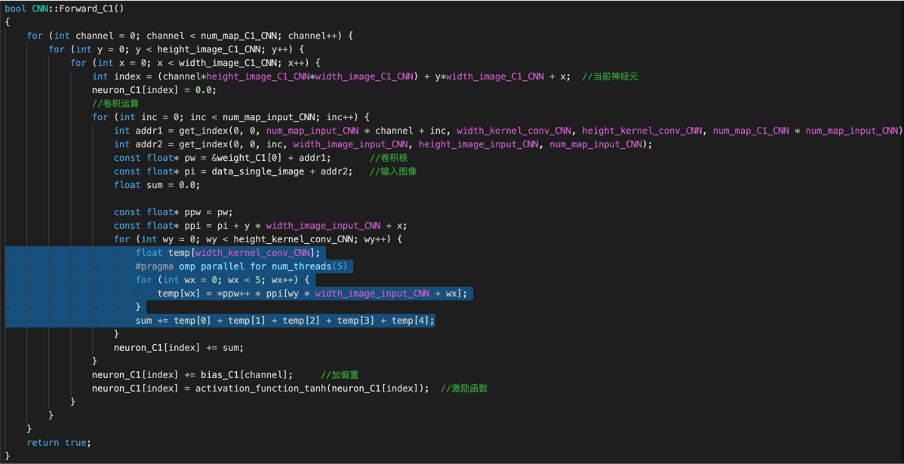 bool CNN::Forward_C1()
{
    for (int channel = 0; channel < num_map_C1_CNN; channel++) {
        for (int y = 0; y < height_image_C1_CNN; y++) {
            for (int x = 0; x < width_image_C1_CNN; x++) {
                int index = (channel*height_image_C1_CNN*width_image_C1_CNN) + y*width_image_C1_CNN + x;  //当前神经元
                neuron_C1[index] = 0.0;
                //卷积运算
                for (int inc = 0; inc < num_map_input_CNN; inc++) {
                    int addr1 = get_index(0, 0, num_map_input_CNN * channel + inc, width_kernel_conv_CNN, height_kernel_conv_CNN, num_map_C1_CNN * num_map_input_CNN)
                    int addr2 = get_index(0, 0, inc, width_image_input_CNN, height_image_input_CNN, num_map_input_CNN);
                    const float* pw = &weight_C1[0] + addr1;       //卷积核
                    const float* pi = data_single_image + addr2;   //输入图像
                    float sum = 0.0;

                    const float* ppw = pw;
                    const float* ppi = pi + y * width_image_input_CNN + x;
                    for (int wy = 0; wy < height_kernel_conv_CNN; wy++) {
                        float temp[width_kernel_conv_CNN];
                        #pragma omp parallel for num_threads(5)
                        for (int wx = 0; wx < 5; wx++) {
                            temp[wx] = *ppw++ * ppi[wy * width_image_input_CNN + wx];
                        }
                        sum += temp[0] + temp[1] + temp[2] + temp[3] + temp[4];
                    }
                    neuron_C1[index] += sum;
                }
                neuron_C1[index] += bias_C1[channel];     //加偏置
                neuron_C1[index] = activation_function_tanh(neuron_C1[index]);  //激励函数
            }
        }
    }
    return true;
}